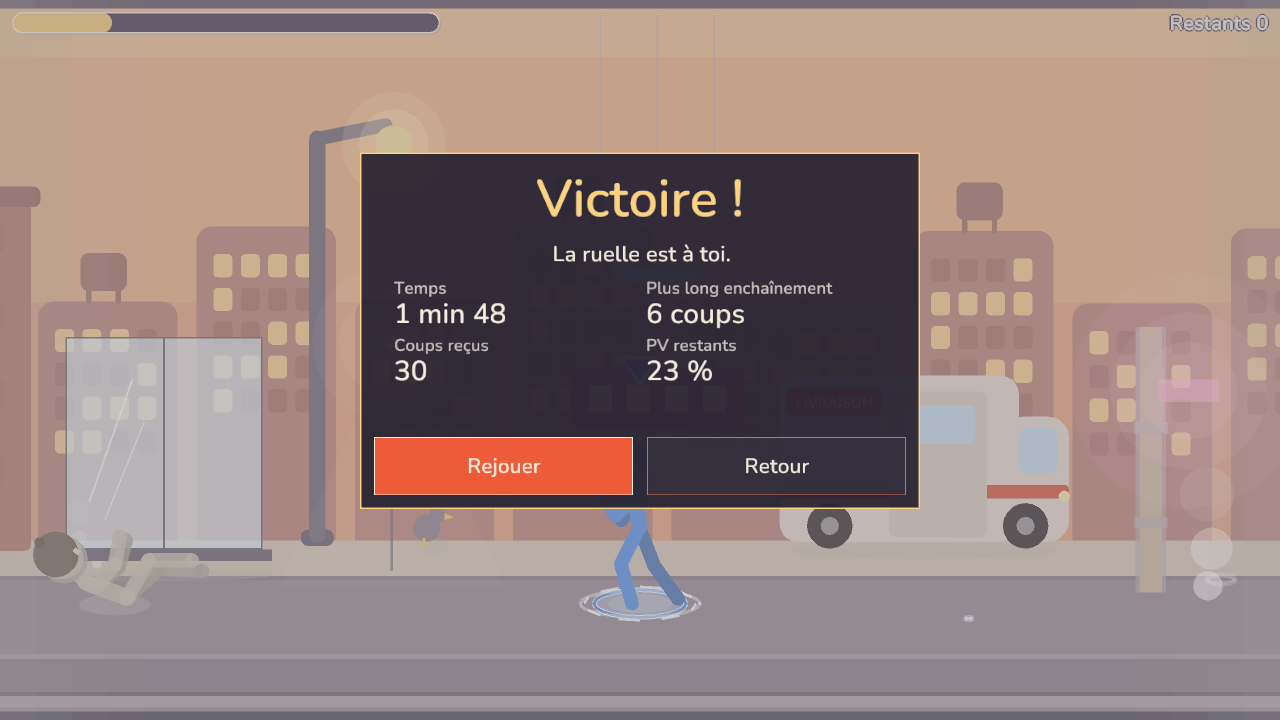 Restants 0
Victoire !
La ruelle est à toi.
Temps
1 min 48
Plus long enchaînement
6 coups
Coups reçus
30
PV restants
23 %
LIVRAISON
Rejouer
Retour